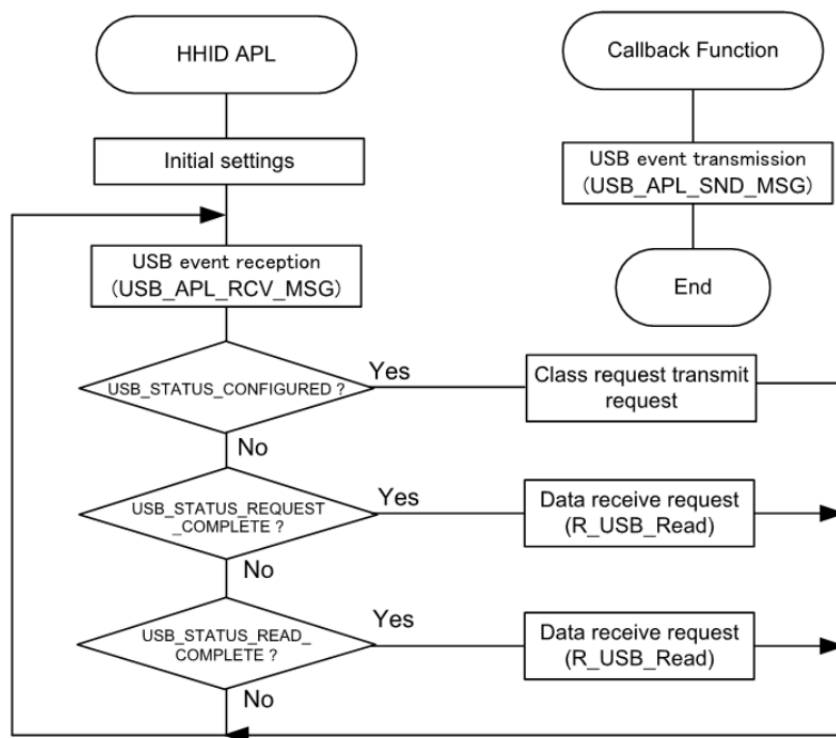 HHID APL
Initial settings
USB event reception
(USB_APL_RCV_MSG)
USB_STATUS_CONFIGURED ?
Yes
Class request transmit
request
No
USB_STATUS_REQUEST
_COMPLETE ?
Yes
Data receive request
(R_USB_Read)
No
USB_STATUS_READ_
COMPLETE ?
Yes
Data receive request
(R_USB_Read)
No
Callback Function
USB event transmission
(USB_APL_SND_MSG)
End